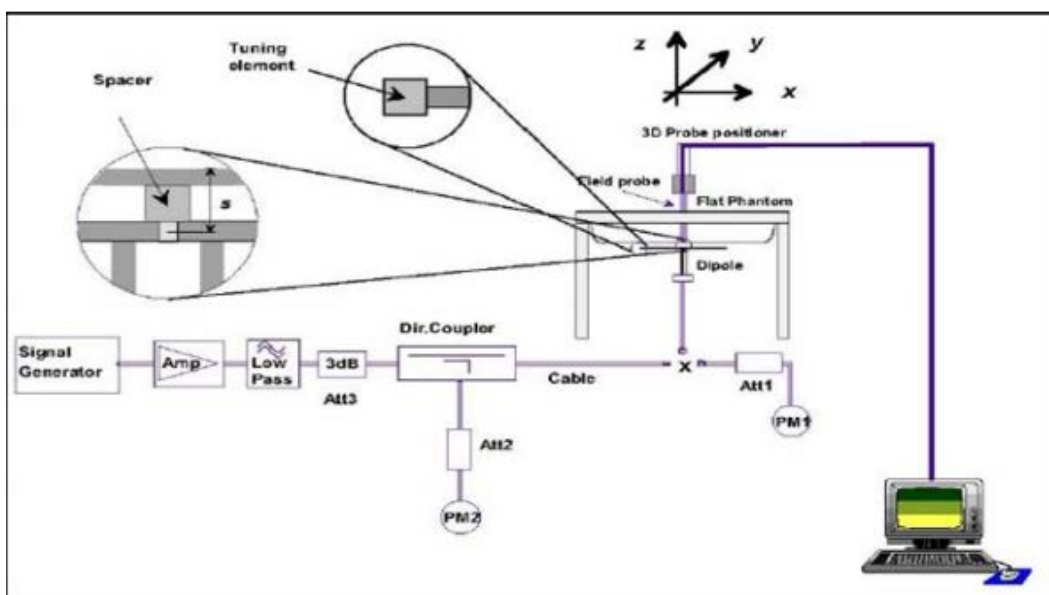 Tuning
element
Spacer
s
z
y
x
3D Probe positioner
Field probe
Flat Phantom
Dipole
Signal
Generator
Amp
Low
Pass
3dB
Att3
Dir.Coupler
Cable
x
Att1
PM1
Att2
PM2